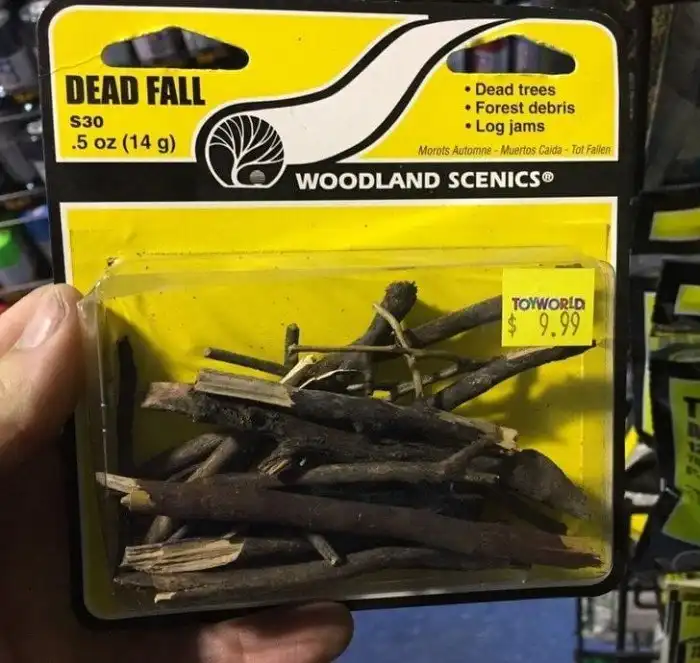 DEAD FALL
S30
.5 oz (14 g)
• Dead trees
• Forest debris
• Log jams
Morots Automne - Muertos Caida - Tot Fallen
WOODLAND SCENICS®
TOYWORLD
$ 9.99